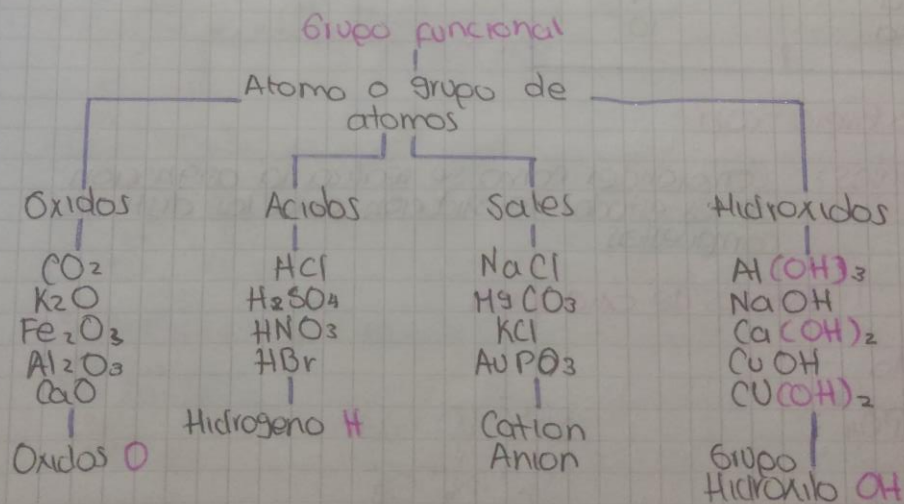 Grupo funcional
Atomo o grupo de
atomos
Oxidos
CO2
K2O
Fe2O3
Al2O3
CaO
Oxidos O
Acidos
HCl
H2SO4
HNO3
HBr
Hidrogeno H
Sales
NaCl
HgCO3
KCl
AuPO3
Cation
Anion
Hidroxidos
Al(OH)3
NaOH
Ca(OH)2
CuOH
Cu(OH)2
Grupo
Hidroxilo OH